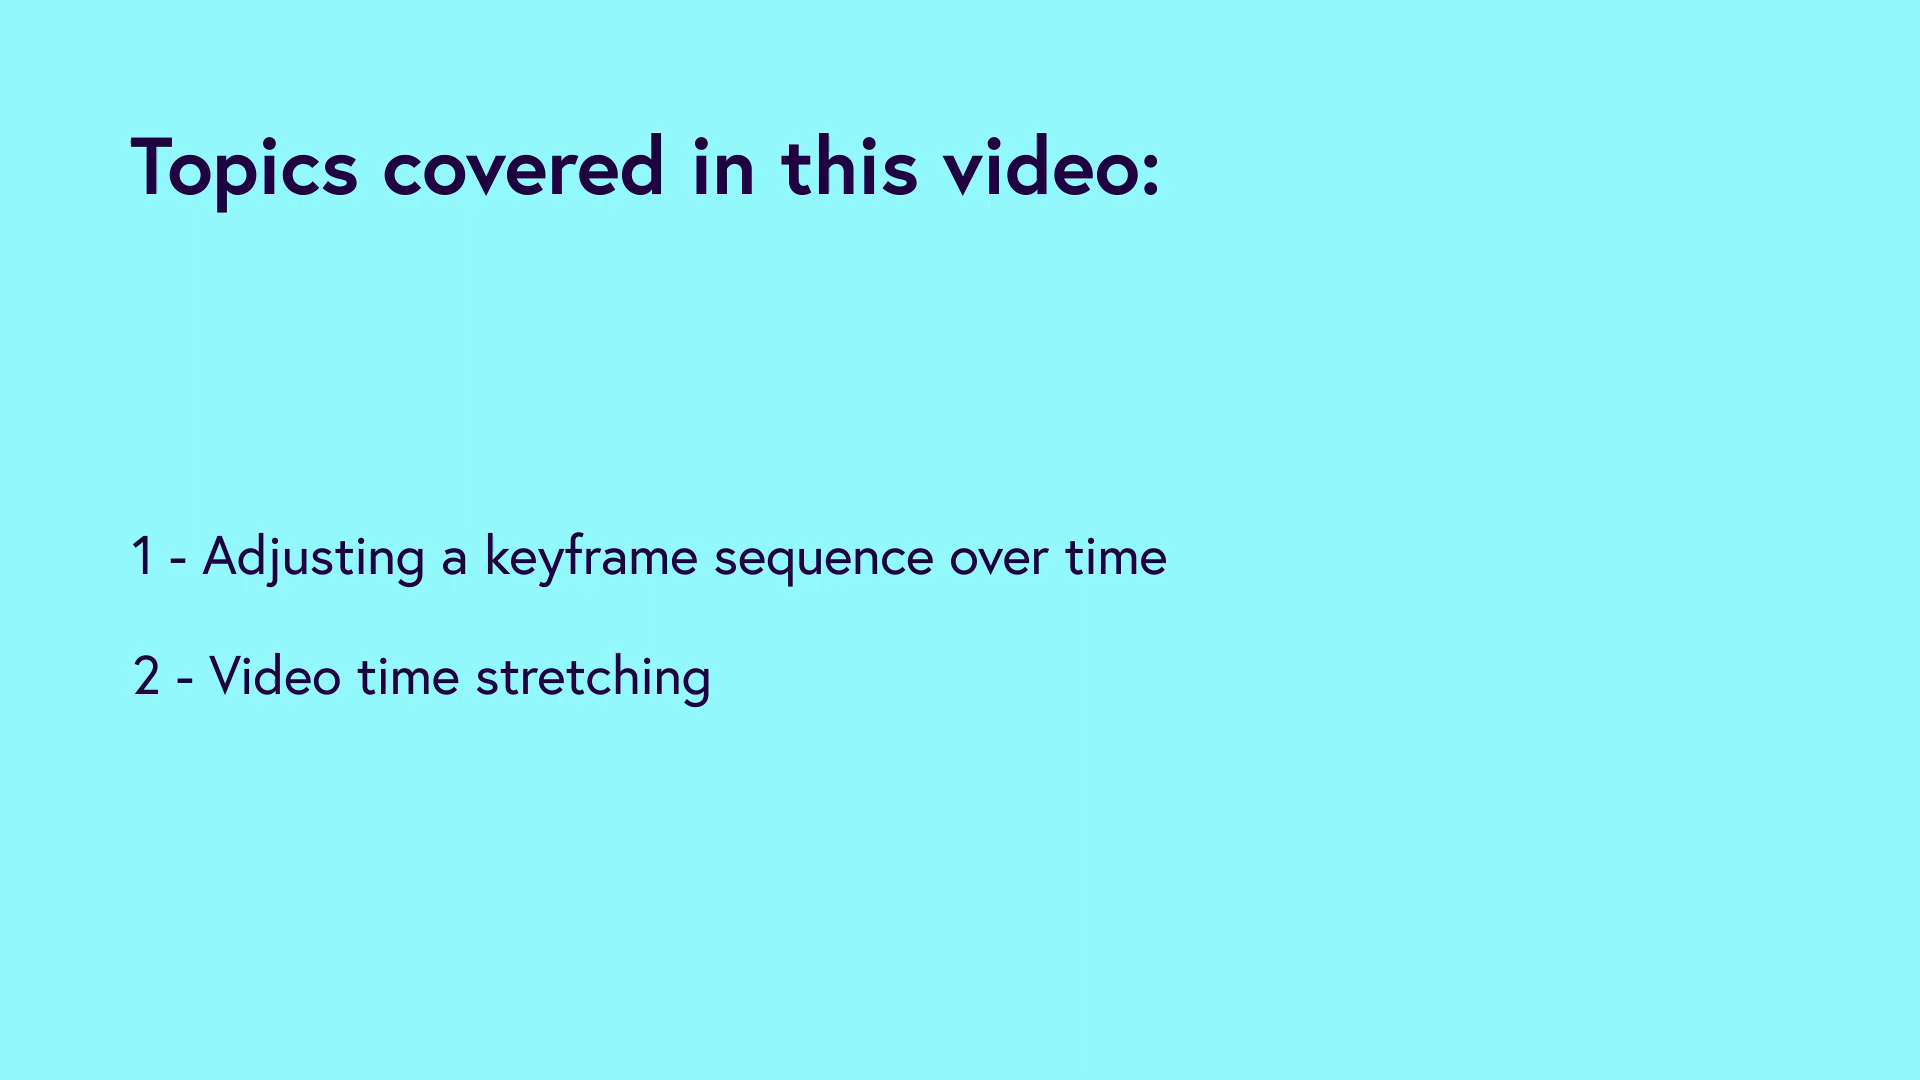 Topics covered in this video:
1 - Adjusting a keyframe sequence over time
2 - Video time stretching